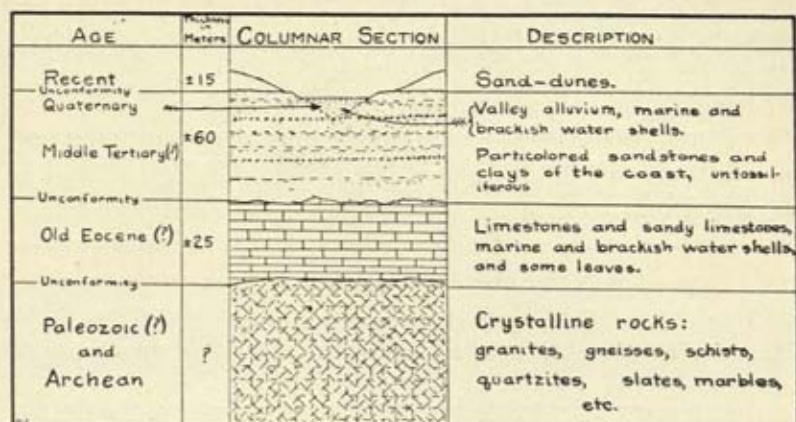 AGE Thickness in Meters COLUMNAR SECTION DESCRIPTION
Recent ±15 Sand-dunes.
Unconformity
Quaternary
Valley alluvium, marine and
brackish water shells.
Middle Tertiary(?) ±60
Particolored sandstones and
clays of the coast, unfossil-
iferous
Unconformity
Old Eocene (?) ±25
Limestones and sandy limestones,
marine and brackish water shells,
and some leaves.
Unconformity
Paleozoic (?)
and
Archean
?
Crystalline rocks:
granites, gneisses, schists,
quartzites, slates, marbles,
etc.